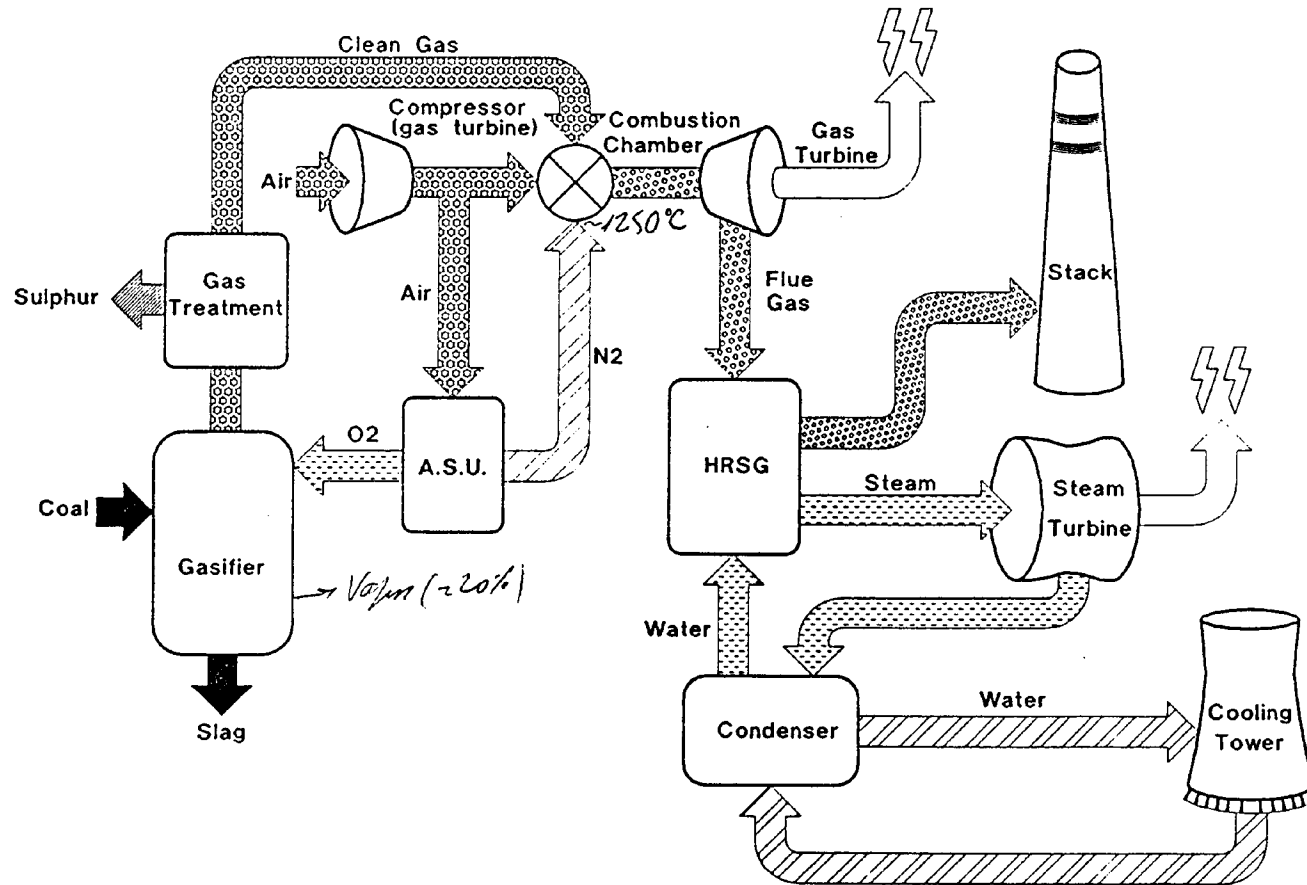 Clean Gas
Compressor
(gas turbine)
Combustion
Chamber
Gas
Turbine
Air
~1250°C
Stack
Gas
Treatment
Sulphur
Air
Flue
Gas
N2
O2
A.S.U.
HRSG
Steam
Steam
Turbine
Coal
Gasifier
(~20%)
Water
Slag
Condenser
Water
Cooling
Tower